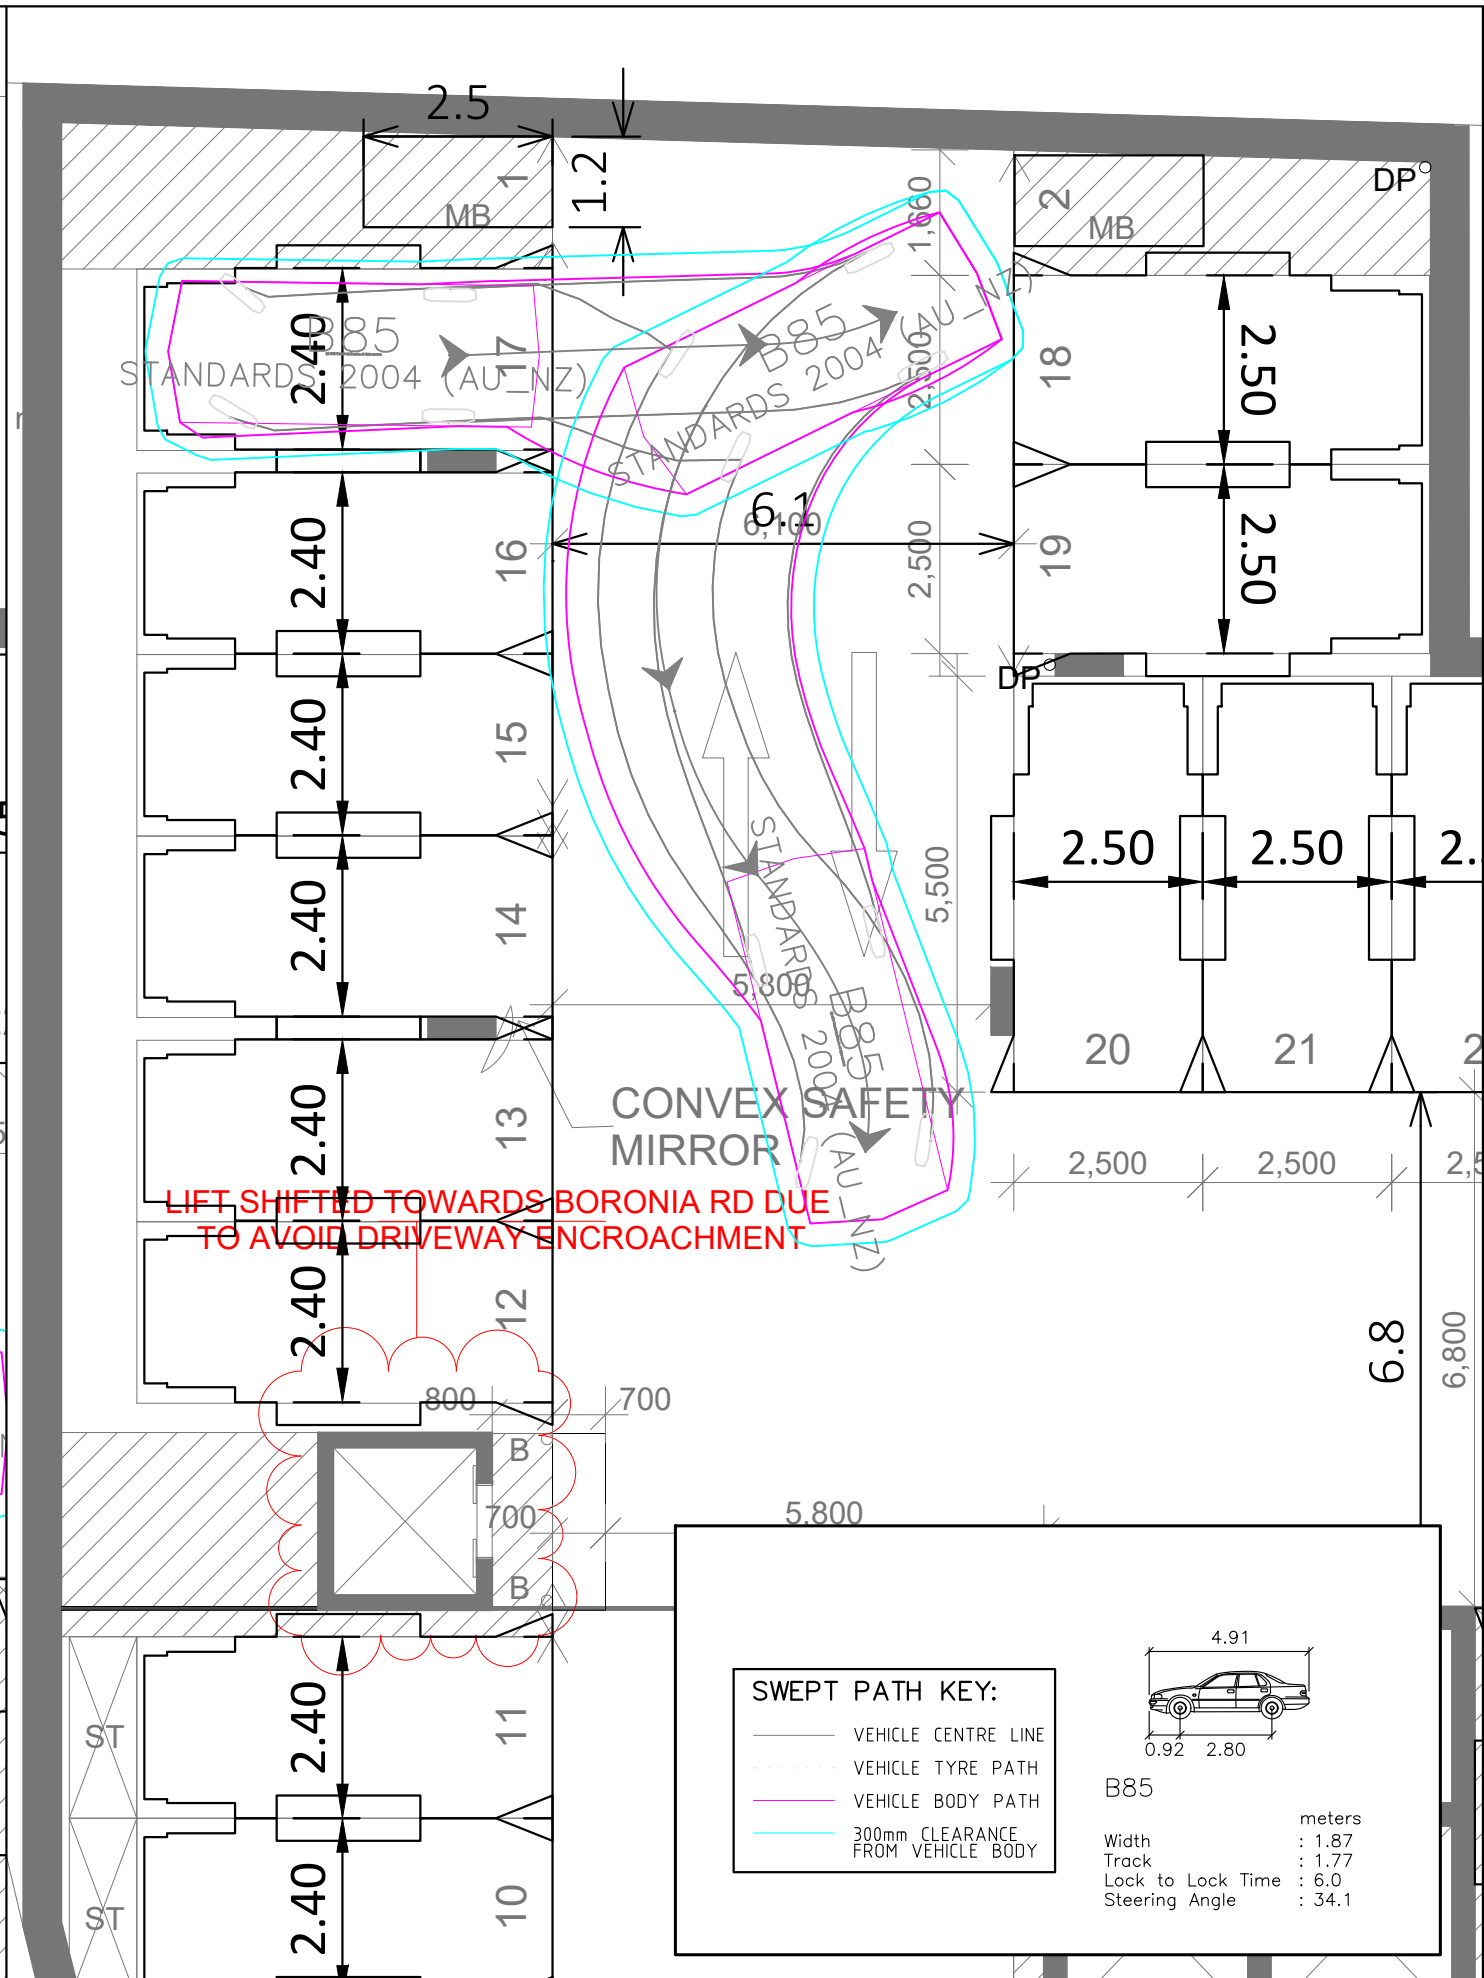 2.5
1.2
1
MB
2
MB
DP
1,660
B85
STANDARDS 2004 (AU_NZ)
2.40
17
B85
STANDARDS 2004 (AU_NZ)
2,500
18
2.50
6.1
6,100
2.40
16
2,500
19
2.50
DP
2.40
15
2.40
14
STANDARDS 2004 (AU_NZ)
B85
5,500
2.50
2.50
5,800
20
21
CONVEX SAFETY
MIRROR
2.40
13
2,500
2,500
LIFT SHIFTED TOWARDS BORONIA RD DUE
TO AVOID DRIVEWAY ENCROACHMENT
2.40
12
6.8
6,800
800
700
B
700
5,800
B
ST
2.40
11
ST
2.40
10
SWEPT PATH KEY:
VEHICLE CENTRE LINE
VEHICLE TYRE PATH
VEHICLE BODY PATH
300mm CLEARANCE
FROM VEHICLE BODY
4.91
0.92 2.80
B85
meters
Width : 1.87
Track : 1.77
Lock to Lock Time : 6.0
Steering Angle : 34.1